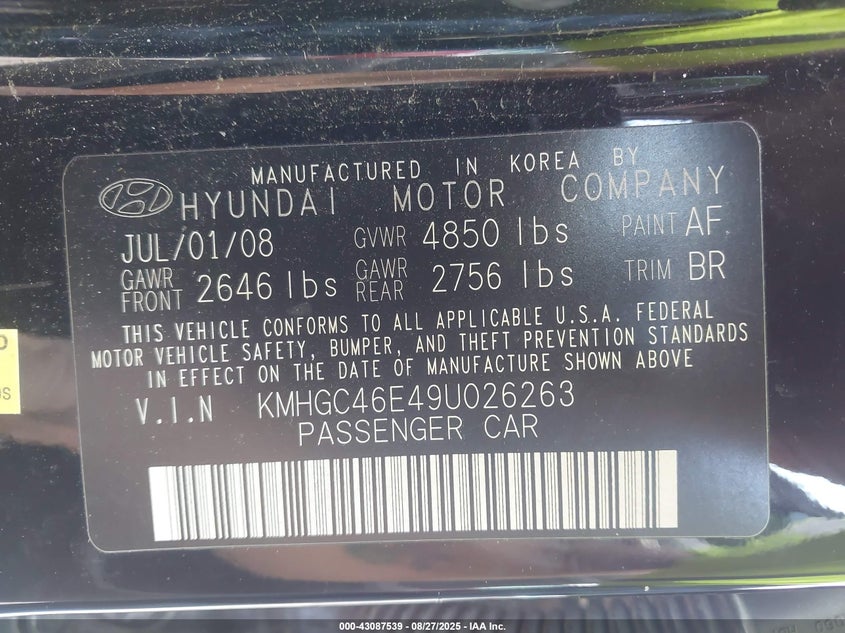 MANUFACTURED IN KOREA BY
HYUNDAI MOTOR COMPANY
JUL/01/08 GVWR 4850 lbs PAINT AF
GAWR FRONT 2646 lbs GAWR REAR 2756 lbs TRIM BR
THIS VEHICLE CONFORMS TO ALL APPLICABLE U.S.A. FEDERAL
MOTOR VEHICLE SAFETY, BUMPER, AND THEFT PREVENTION STANDARDS
IN EFFECT ON THE DATE OF MANUFACTURE SHOWN ABOVE
V.I.N KMHGC46E49U026263
PASSENGER CAR
000-43087539 - 08/27/2025 - IAA Inc.